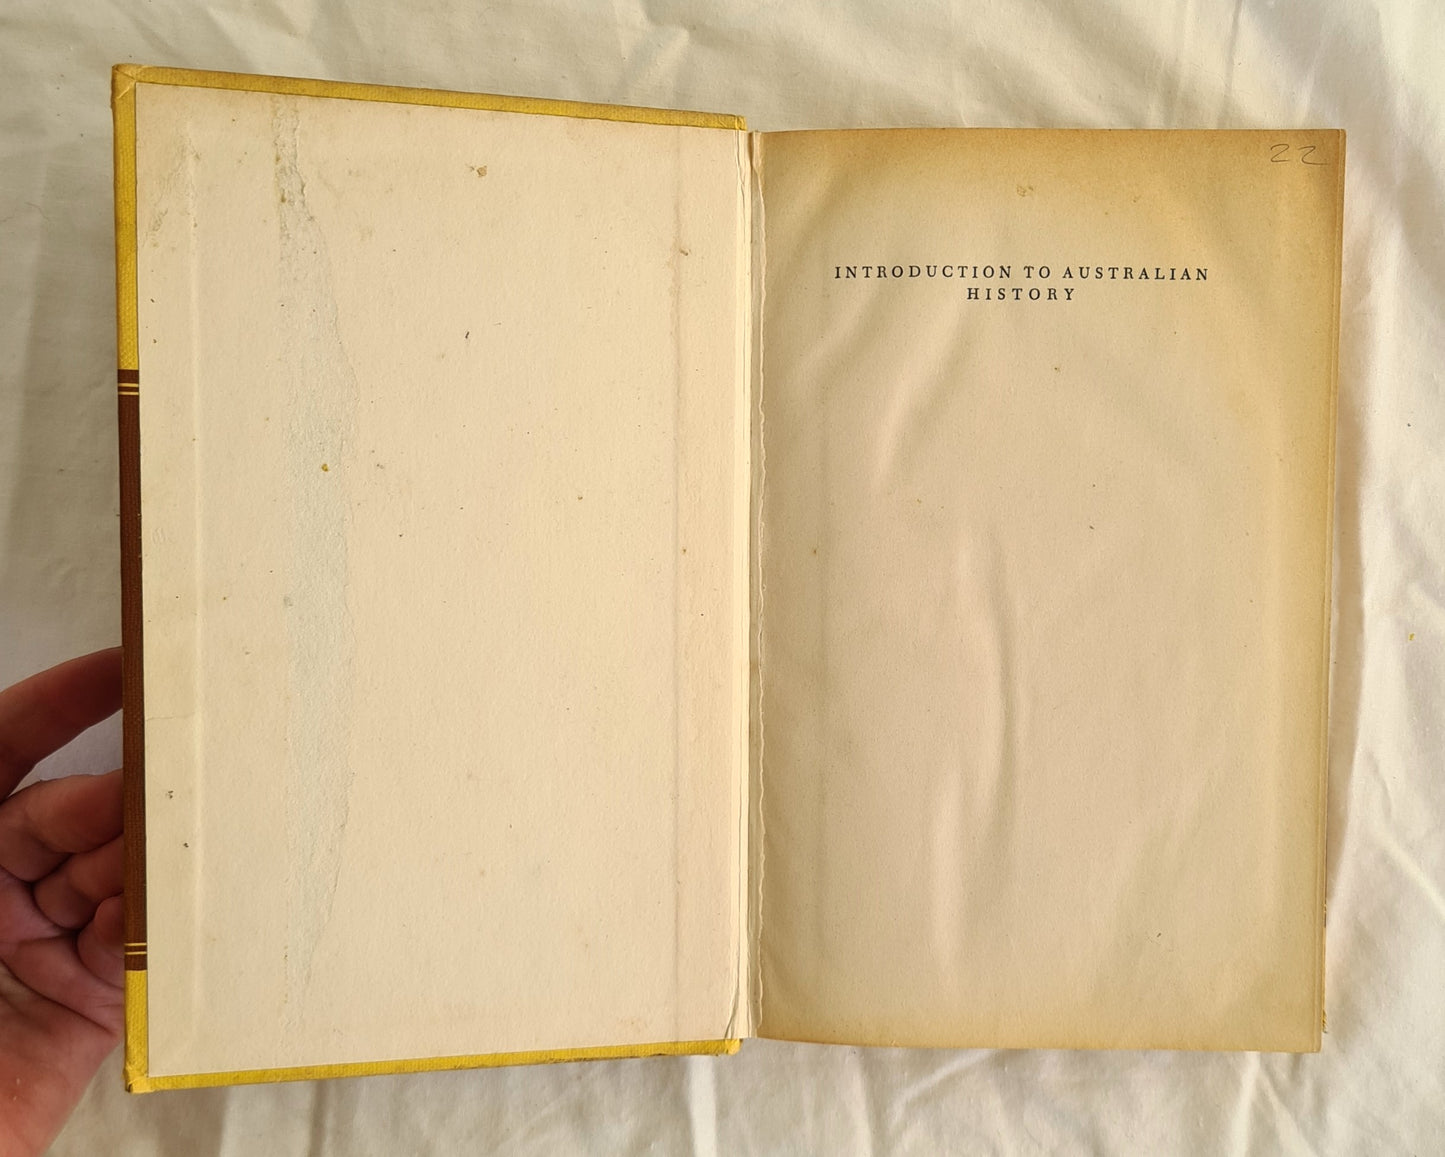 22
INTRODUCTION TO AUSTRALIAN
HISTORY